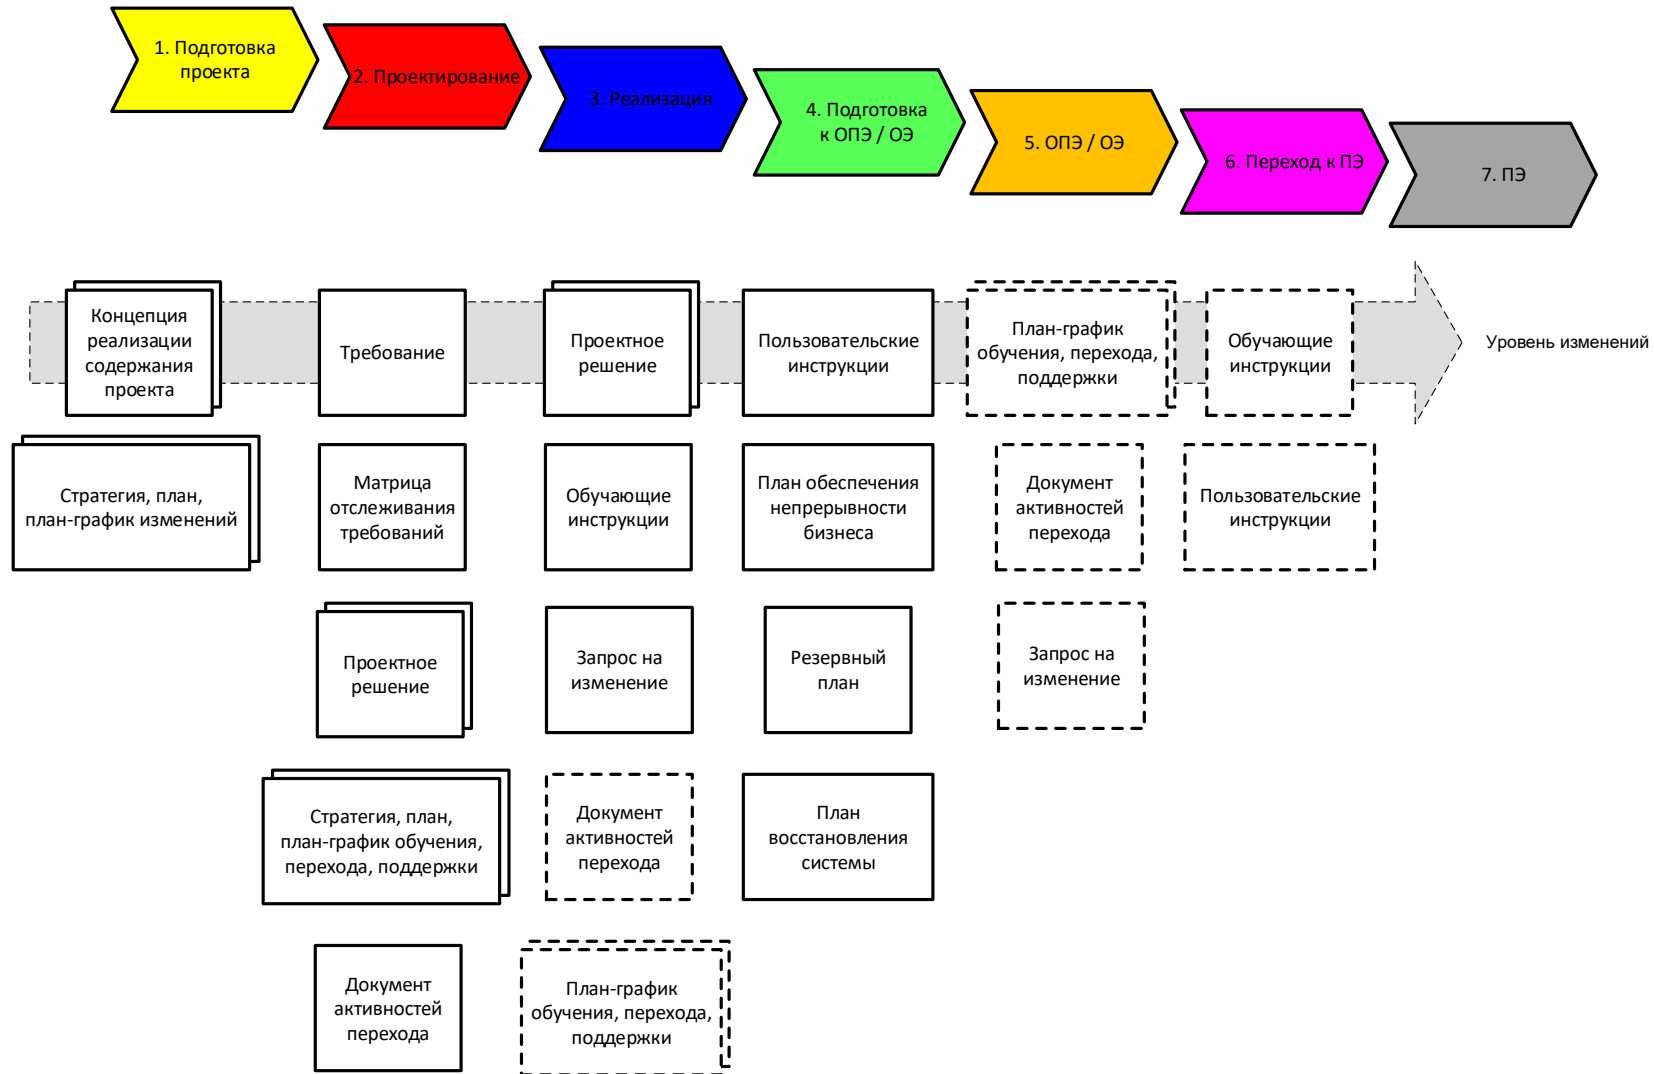 1. Подготовка
проекта
2. Проектирование
3. Реализация
4. Подготовка
к ОПЭ / ОЭ
5. ОПЭ / ОЭ
6. Переход к ПЭ
7. ПЭ
Концепция
реализации
содержания
проекта
Требование
Проектное
решение
Пользовательские
инструкции
План-график
обучения, перехода,
поддержки
Обучающие
инструкции
Уровень изменений
Стратегия, план,
план-график изменений
Матрица
отслеживания
требований
Обучающие
инструкции
План обеспечения
непрерывности
бизнеса
Документ
активностей
перехода
Пользовательские
инструкции
Проектное
решение
Запрос на
изменение
Резервный
план
Запрос на
изменение
Стратегия, план,
план-график обучения,
перехода, поддержки
Документ
активностей
перехода
План
восстановления
системы
Документ
активностей
перехода
План-график
обучения, перехода,
поддержки